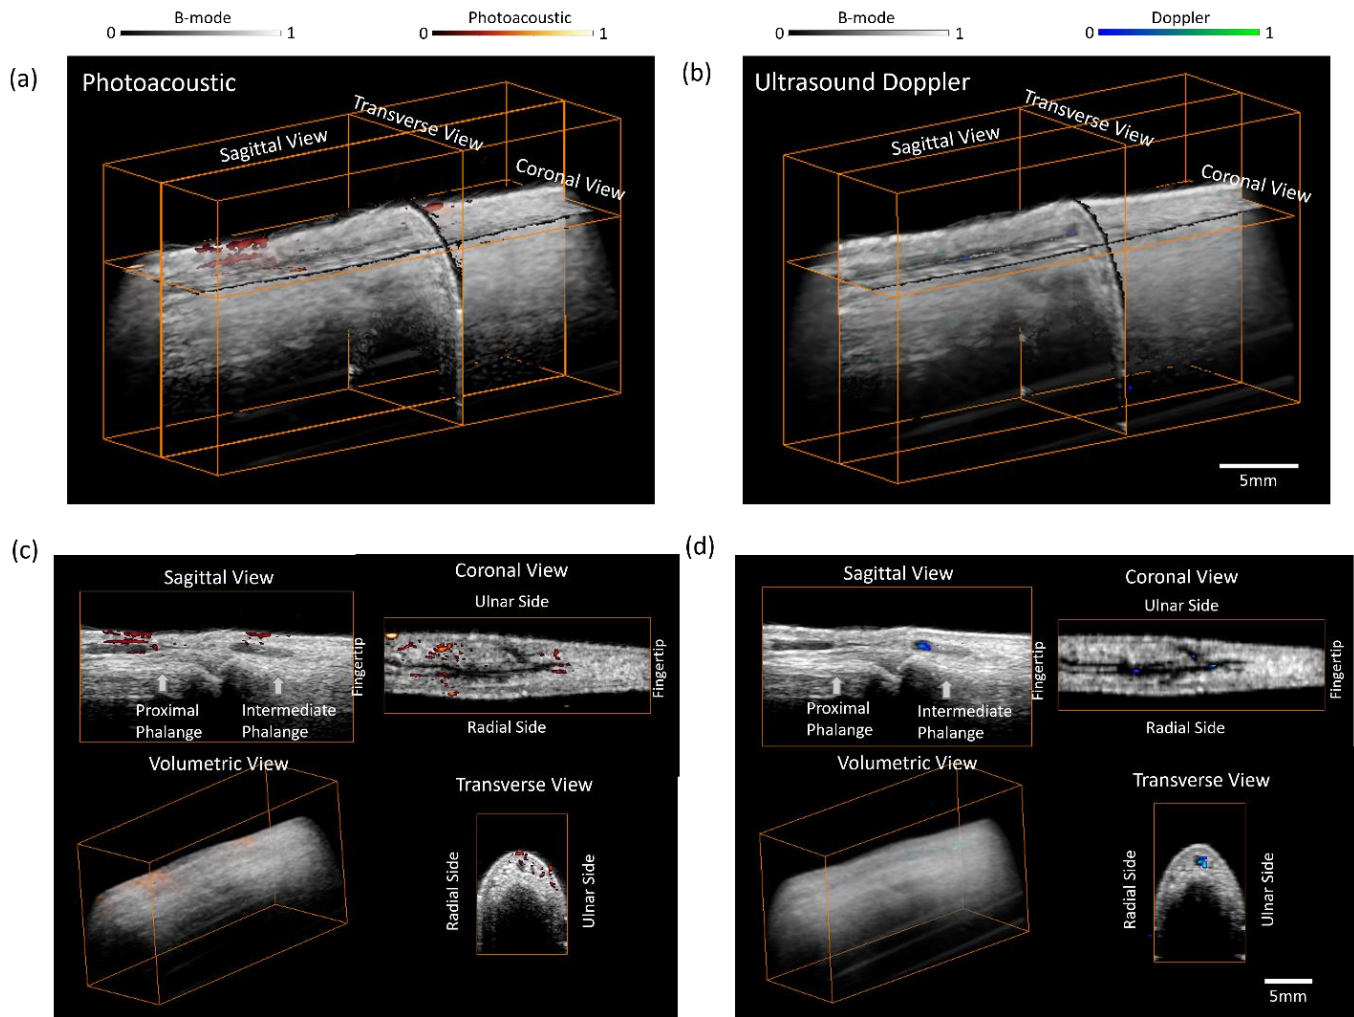 B-mode
0 1
Photoacoustic
0 1
B-mode
0 1
Doppler
0 1
(a)
Photoacoustic
Sagittal View
Transverse View
Coronal View
(b)
Ultrasound Doppler
Sagittal View
Transverse View
Coronal View
5mm
(c)
Sagittal View
Proximal
Phalange
Intermediate
Phalange
Fingertip
Coronal View
Ulnar Side
Radial Side
Fingertip
Volumetric View
Transverse View
Radial Side
Ulnar Side
(d)
Sagittal View
Proximal
Phalange
Intermediate
Phalange
Fingertip
Coronal View
Ulnar Side
Radial Side
Fingertip
Volumetric View
Transverse View
Radial Side
Ulnar Side
5mm